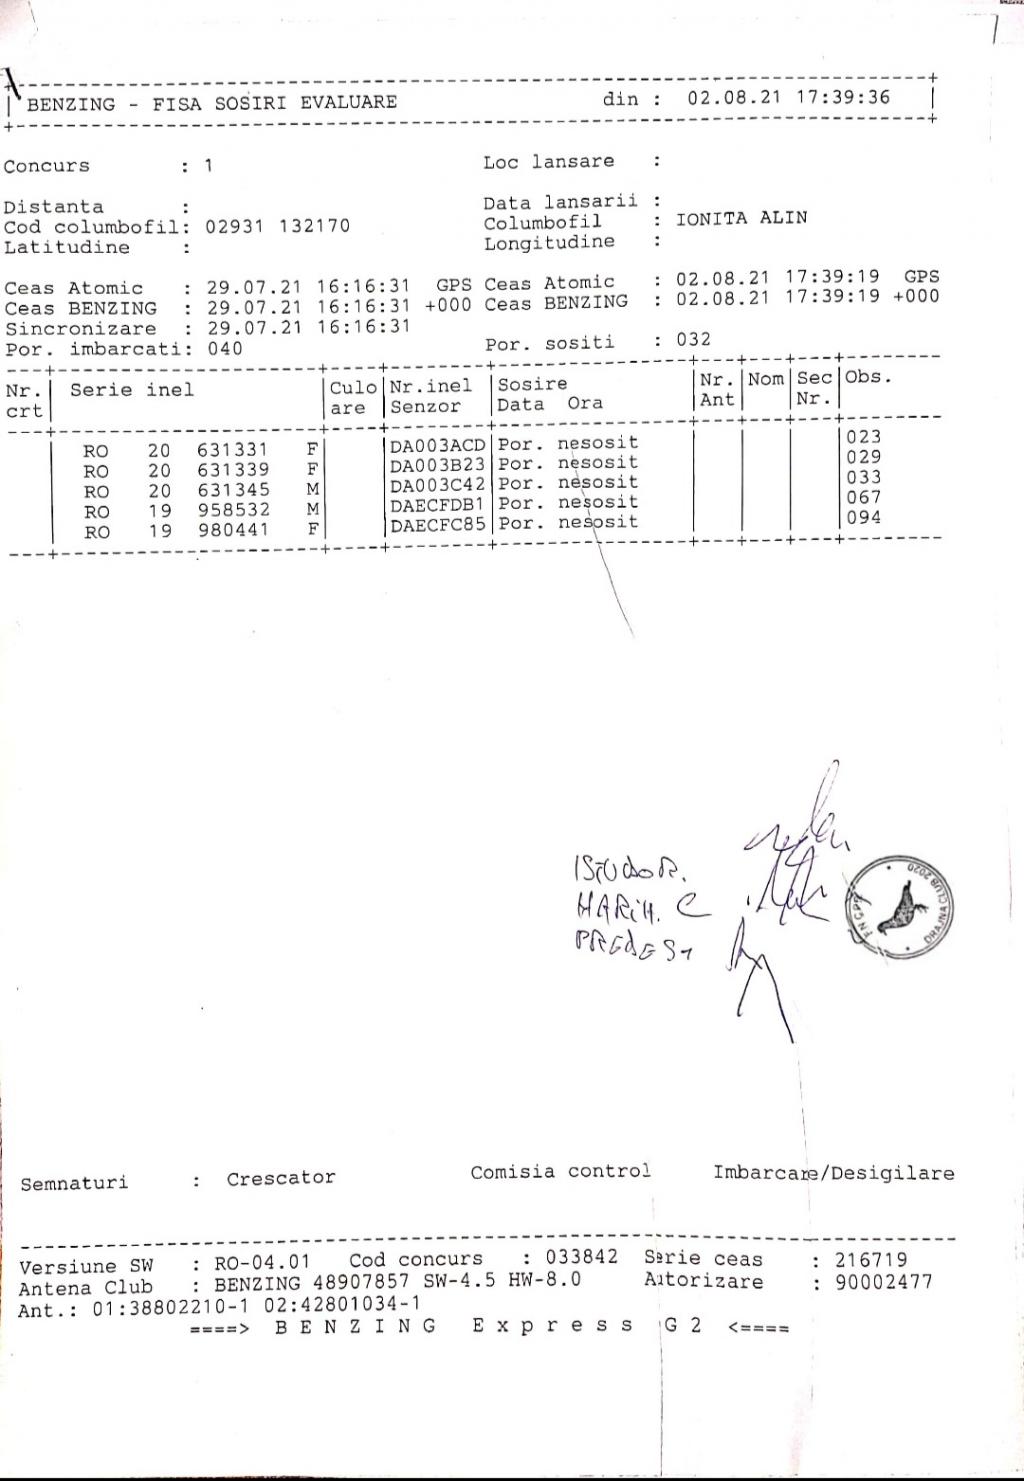 BENZING - FISA SOSIRI EVALUARE din : 02.08.21 17:39:36
Concurs : 1 Loc lansare :
Distanta : Data lansarii :
Cod columbofil: 02931 132170 Columbofil : IONITA ALIN
Latitudine : Longitudine :
Ceas Atomic : 29.07.21 16:16:31 GPS Ceas Atomic : 02.08.21 17:39:19 GPS
Ceas BENZING : 29.07.21 16:16:31 +000 Ceas BENZING : 02.08.21 17:39:19 +000
Sincronizare : 29.07.21 16:16:31
Por. imbarcati: 040 Por. sositi : 032
Nr. Serie inel Culo Nr.inel Sosire Nr. Nom Sec Obs.
crt are Senzor Data Ora Ant Nr.
RO 20 631331 F DA003ACD Por. nesosit 023
RO 20 631339 F DA003B23 Por. nesosit 029
RO 20 631345 M DA003C42 Por. nesosit 033
RO 19 958532 M DAECFDB1 Por. nesosit 067
RO 19 980441 F DAECFC85 Por. nesosit 094
MARIN. C
DRAJNA CLUB 2020
Semnaturi : Crescator Comisia control Imbarcare/Desigilare
Versiune SW : RO-04.01 Cod concurs : 033842 Serie ceas : 216719
Antena Club : BENZING 48907857 SW-4.5 HW-8.0 Autorizare : 90002477
Ant.: 01:38802210-1 02:42801034-1
====> B E N Z I N G E x p r e s s G 2 <====